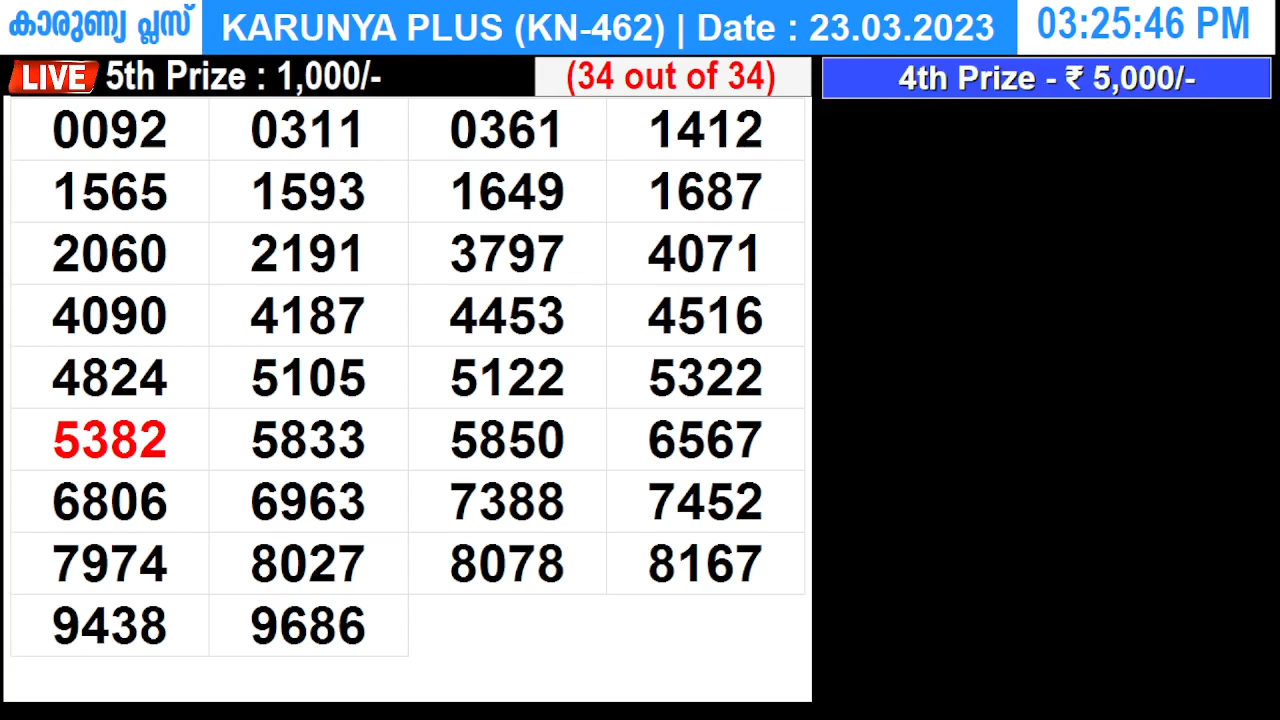 കാരുണ്യ പ്ലസ് KARUNYA PLUS (KN-462) | Date : 23.03.2023 03:25:46 PM
LIVE 5th Prize : 1,000/- (34 out of 34) 4th Prize - ₹ 5,000/-
0092 0311 0361 1412
1565 1593 1649 1687
2060 2191 3797 4071
4090 4187 4453 4516
4824 5105 5122 5322
5382 5833 5850 6567
6806 6963 7388 7452
7974 8027 8078 8167
9438 9686